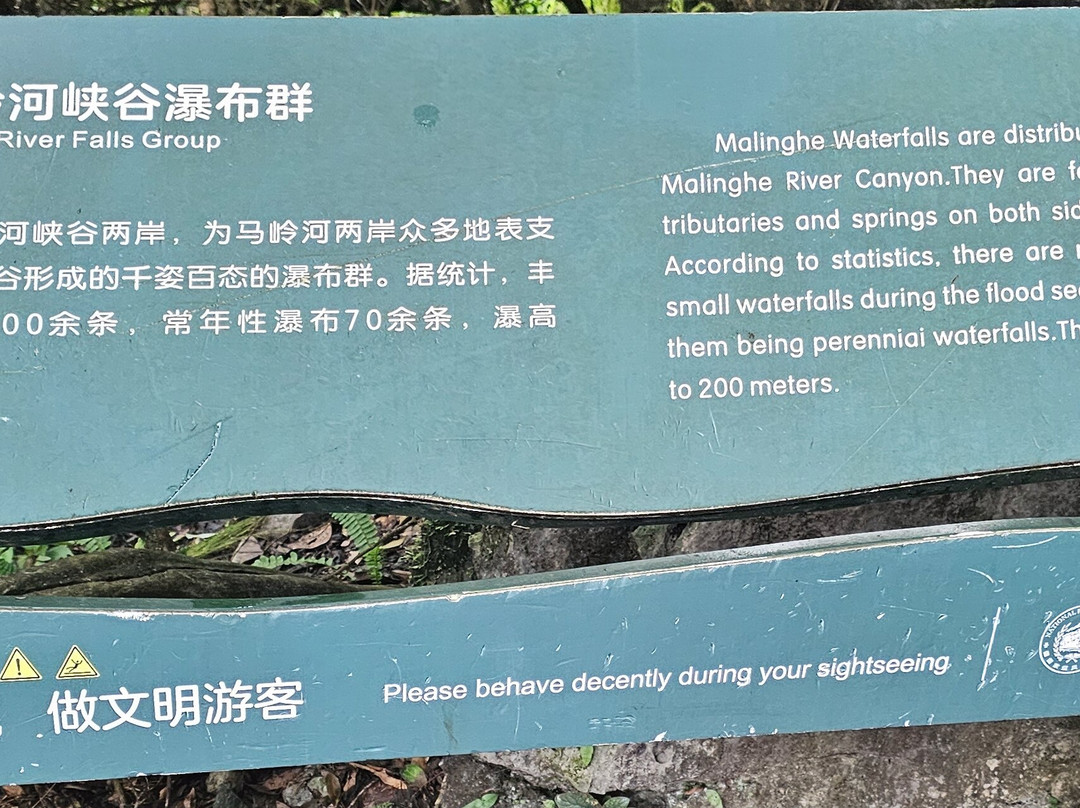 河峡谷瀑布群
River Falls Group
河峡谷两岸，为马岭河两岸众多地表支
谷形成的千姿百态的瀑布群。据统计，丰
00余条，常年性瀑布70余条，瀑高
Malinghe Waterfalls are
Malinghe River Canyon.They are
tributaries and springs on both
According to statistics, there are
small waterfalls during the flood
them being perenniai waterfalls.
to 200 meters.
做文明游客
Please behave decently during your sightseeing